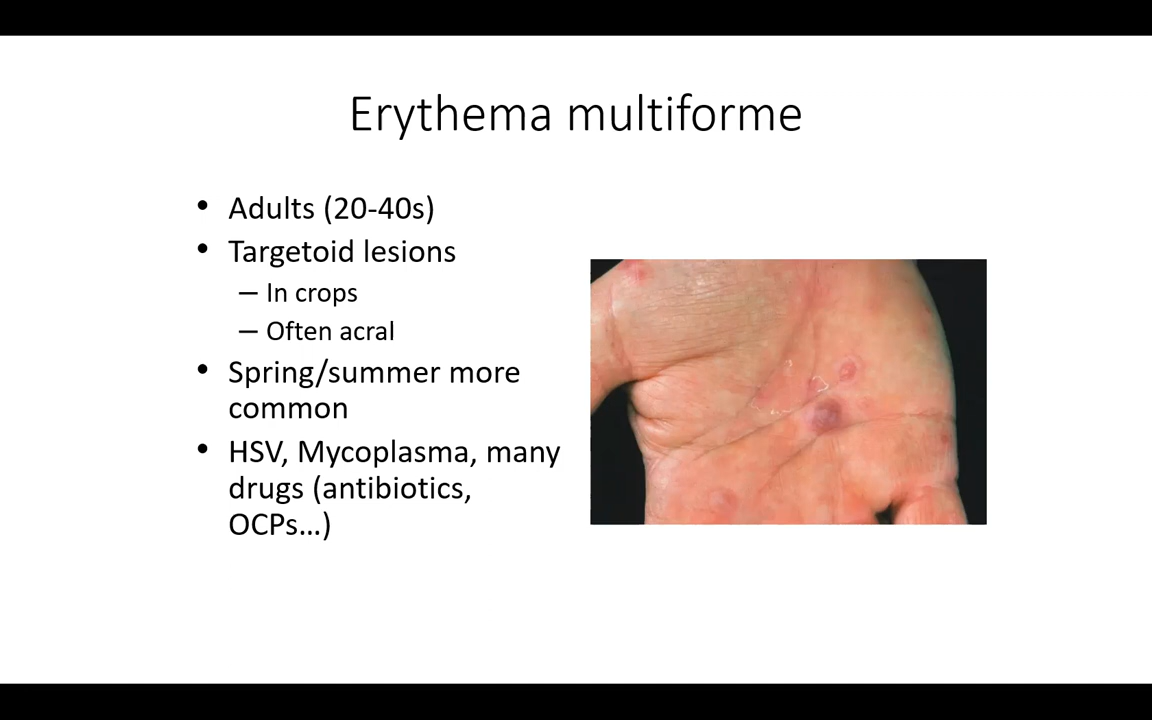 Erythema multiforme
• Adults (20-40s)
• Targetoid lesions
– In crops
– Often acral
• Spring/summer more
common
• HSV, Mycoplasma, many
drugs (antibiotics,
OCPs...)